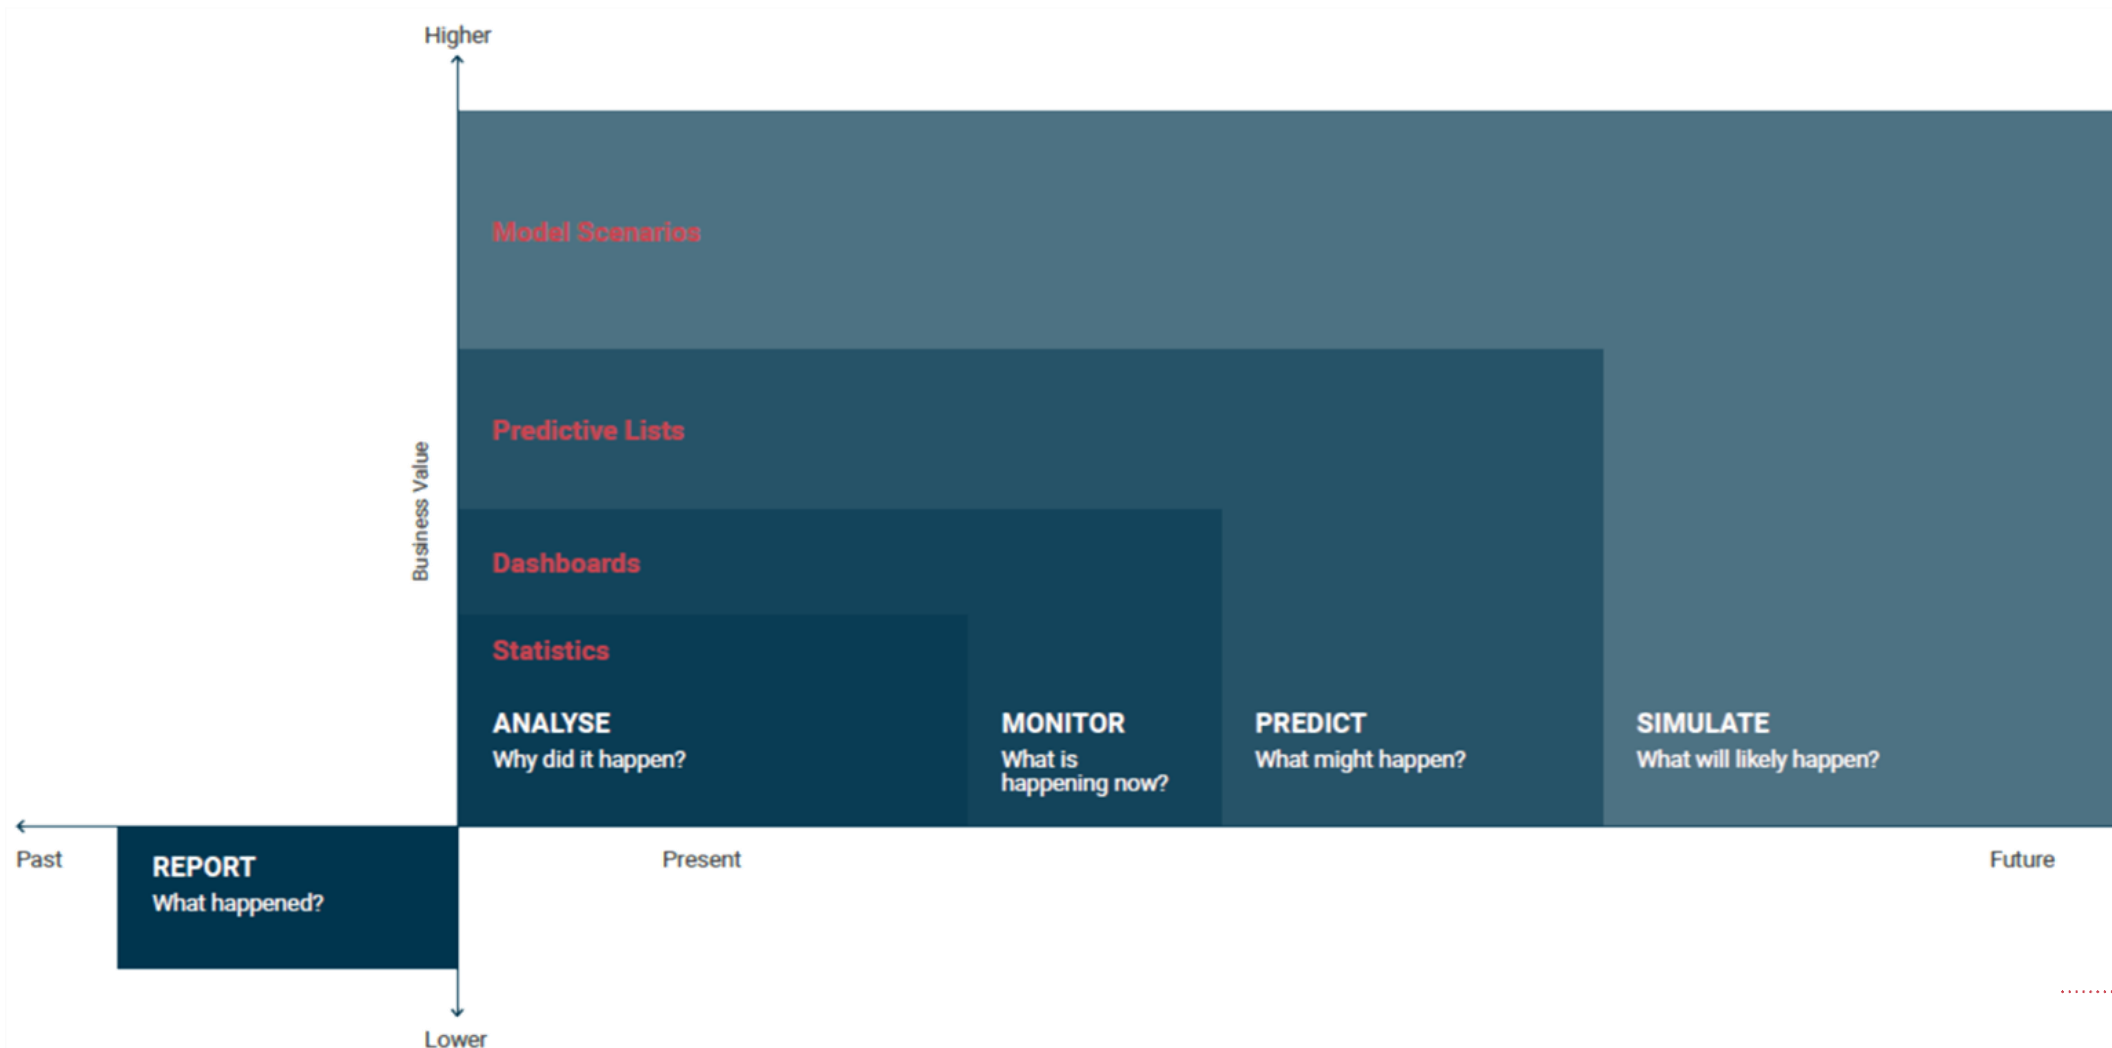 Higher
Model Scenarios
Predictive Lists
Business Value
Dashboards
Statistics
ANALYSE
Why did it happen?
MONITOR
What is
happening now?
PREDICT
What might happen?
SIMULATE
What will likely happen?
Past
REPORT
What happened?
Present
Future
Lower